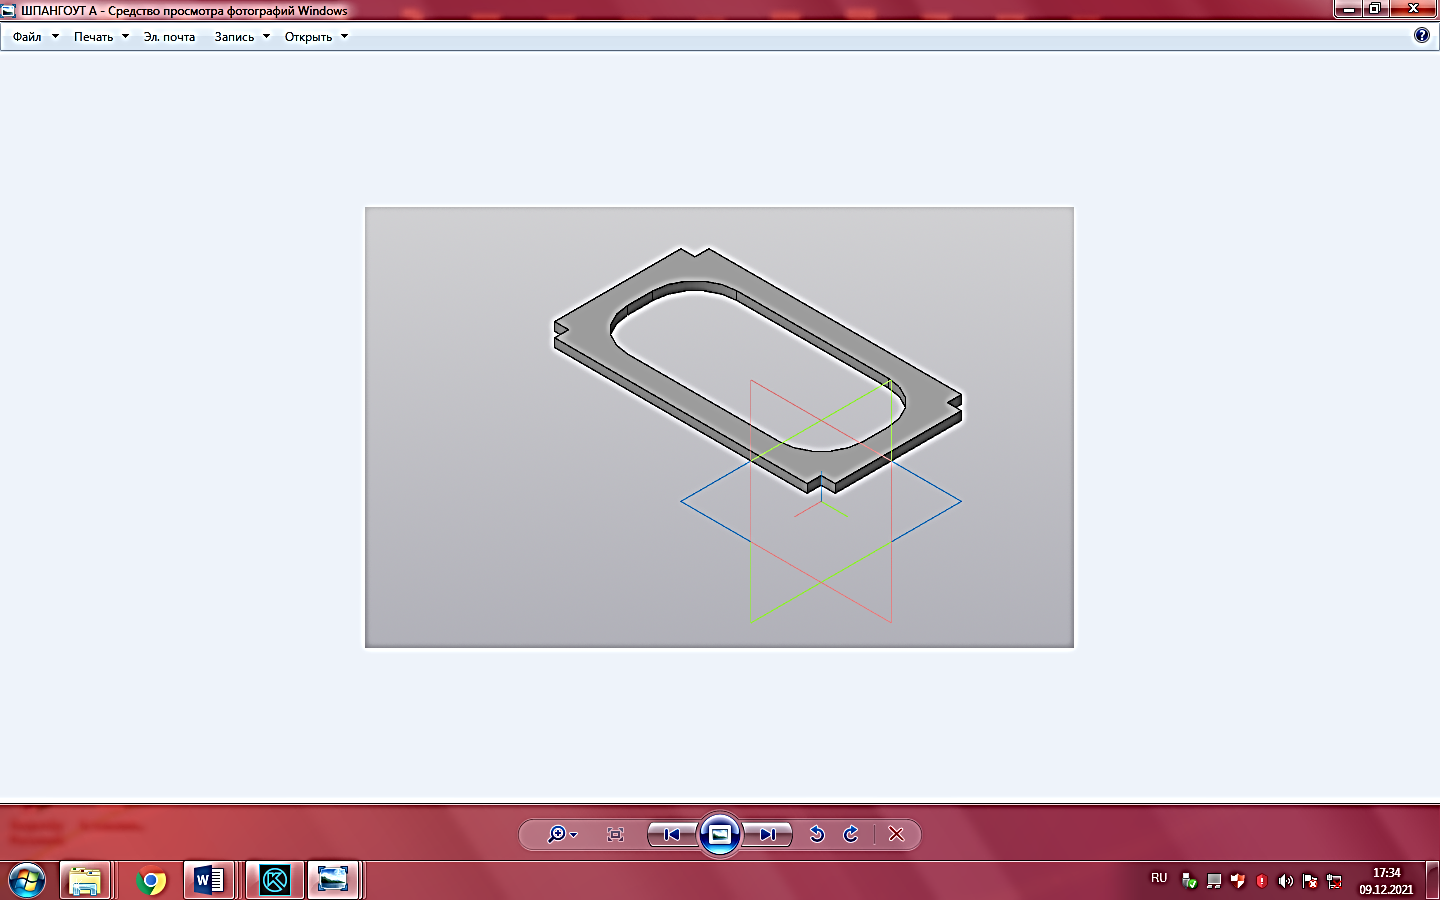 ШПАНГОУТ А - Средство просмотра фотографий Windows
Файл Печать Эл. почта Запись Открыть
RU
17:34
09.12.2021